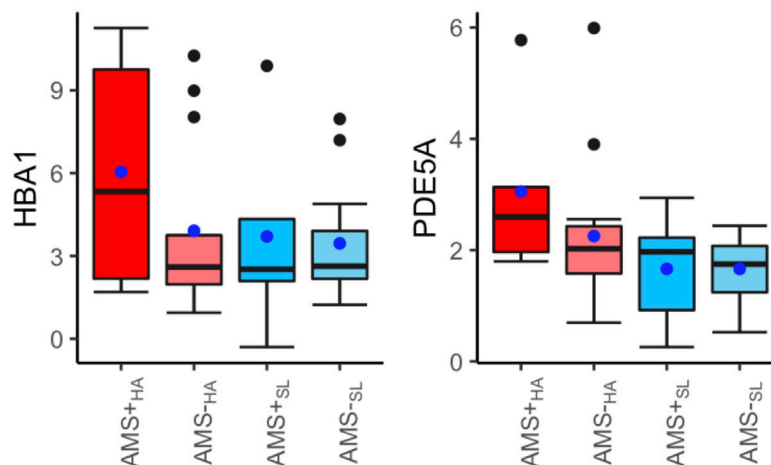 HBA1
9
6
3
0
AMS+HA
AMS-HA
AMS+SL
AMS-SL
PDE5A
6
4
2
0
AMS+HA
AMS-HA
AMS+SL
AMS-SL